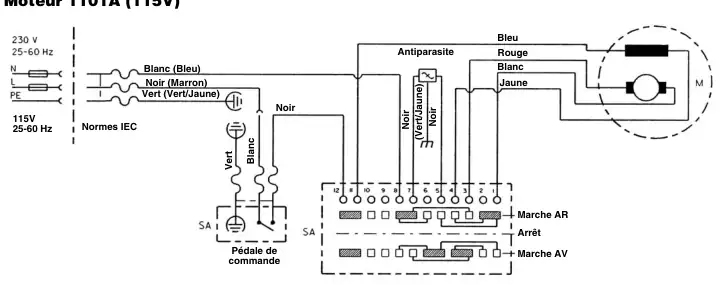 Moteur 1101A (115V)
230 V
25-60 Hz
N
L
PE
115V
25-60 Hz
Normes IEC
Blanc (Bleu)
Noir (Marron)
Vert (Vert/Jaune)
Noir
Vert
Blanc
SA
Pédale de
commande
Antiparasite
Noir
(Vert/Jaune)
Noir
Bleu
Rouge
Blanc
Jaune
M
12 11 10 9 8 7 6 5 4 3 2 1
SA
Marche AR
Arrêt
Marche AV